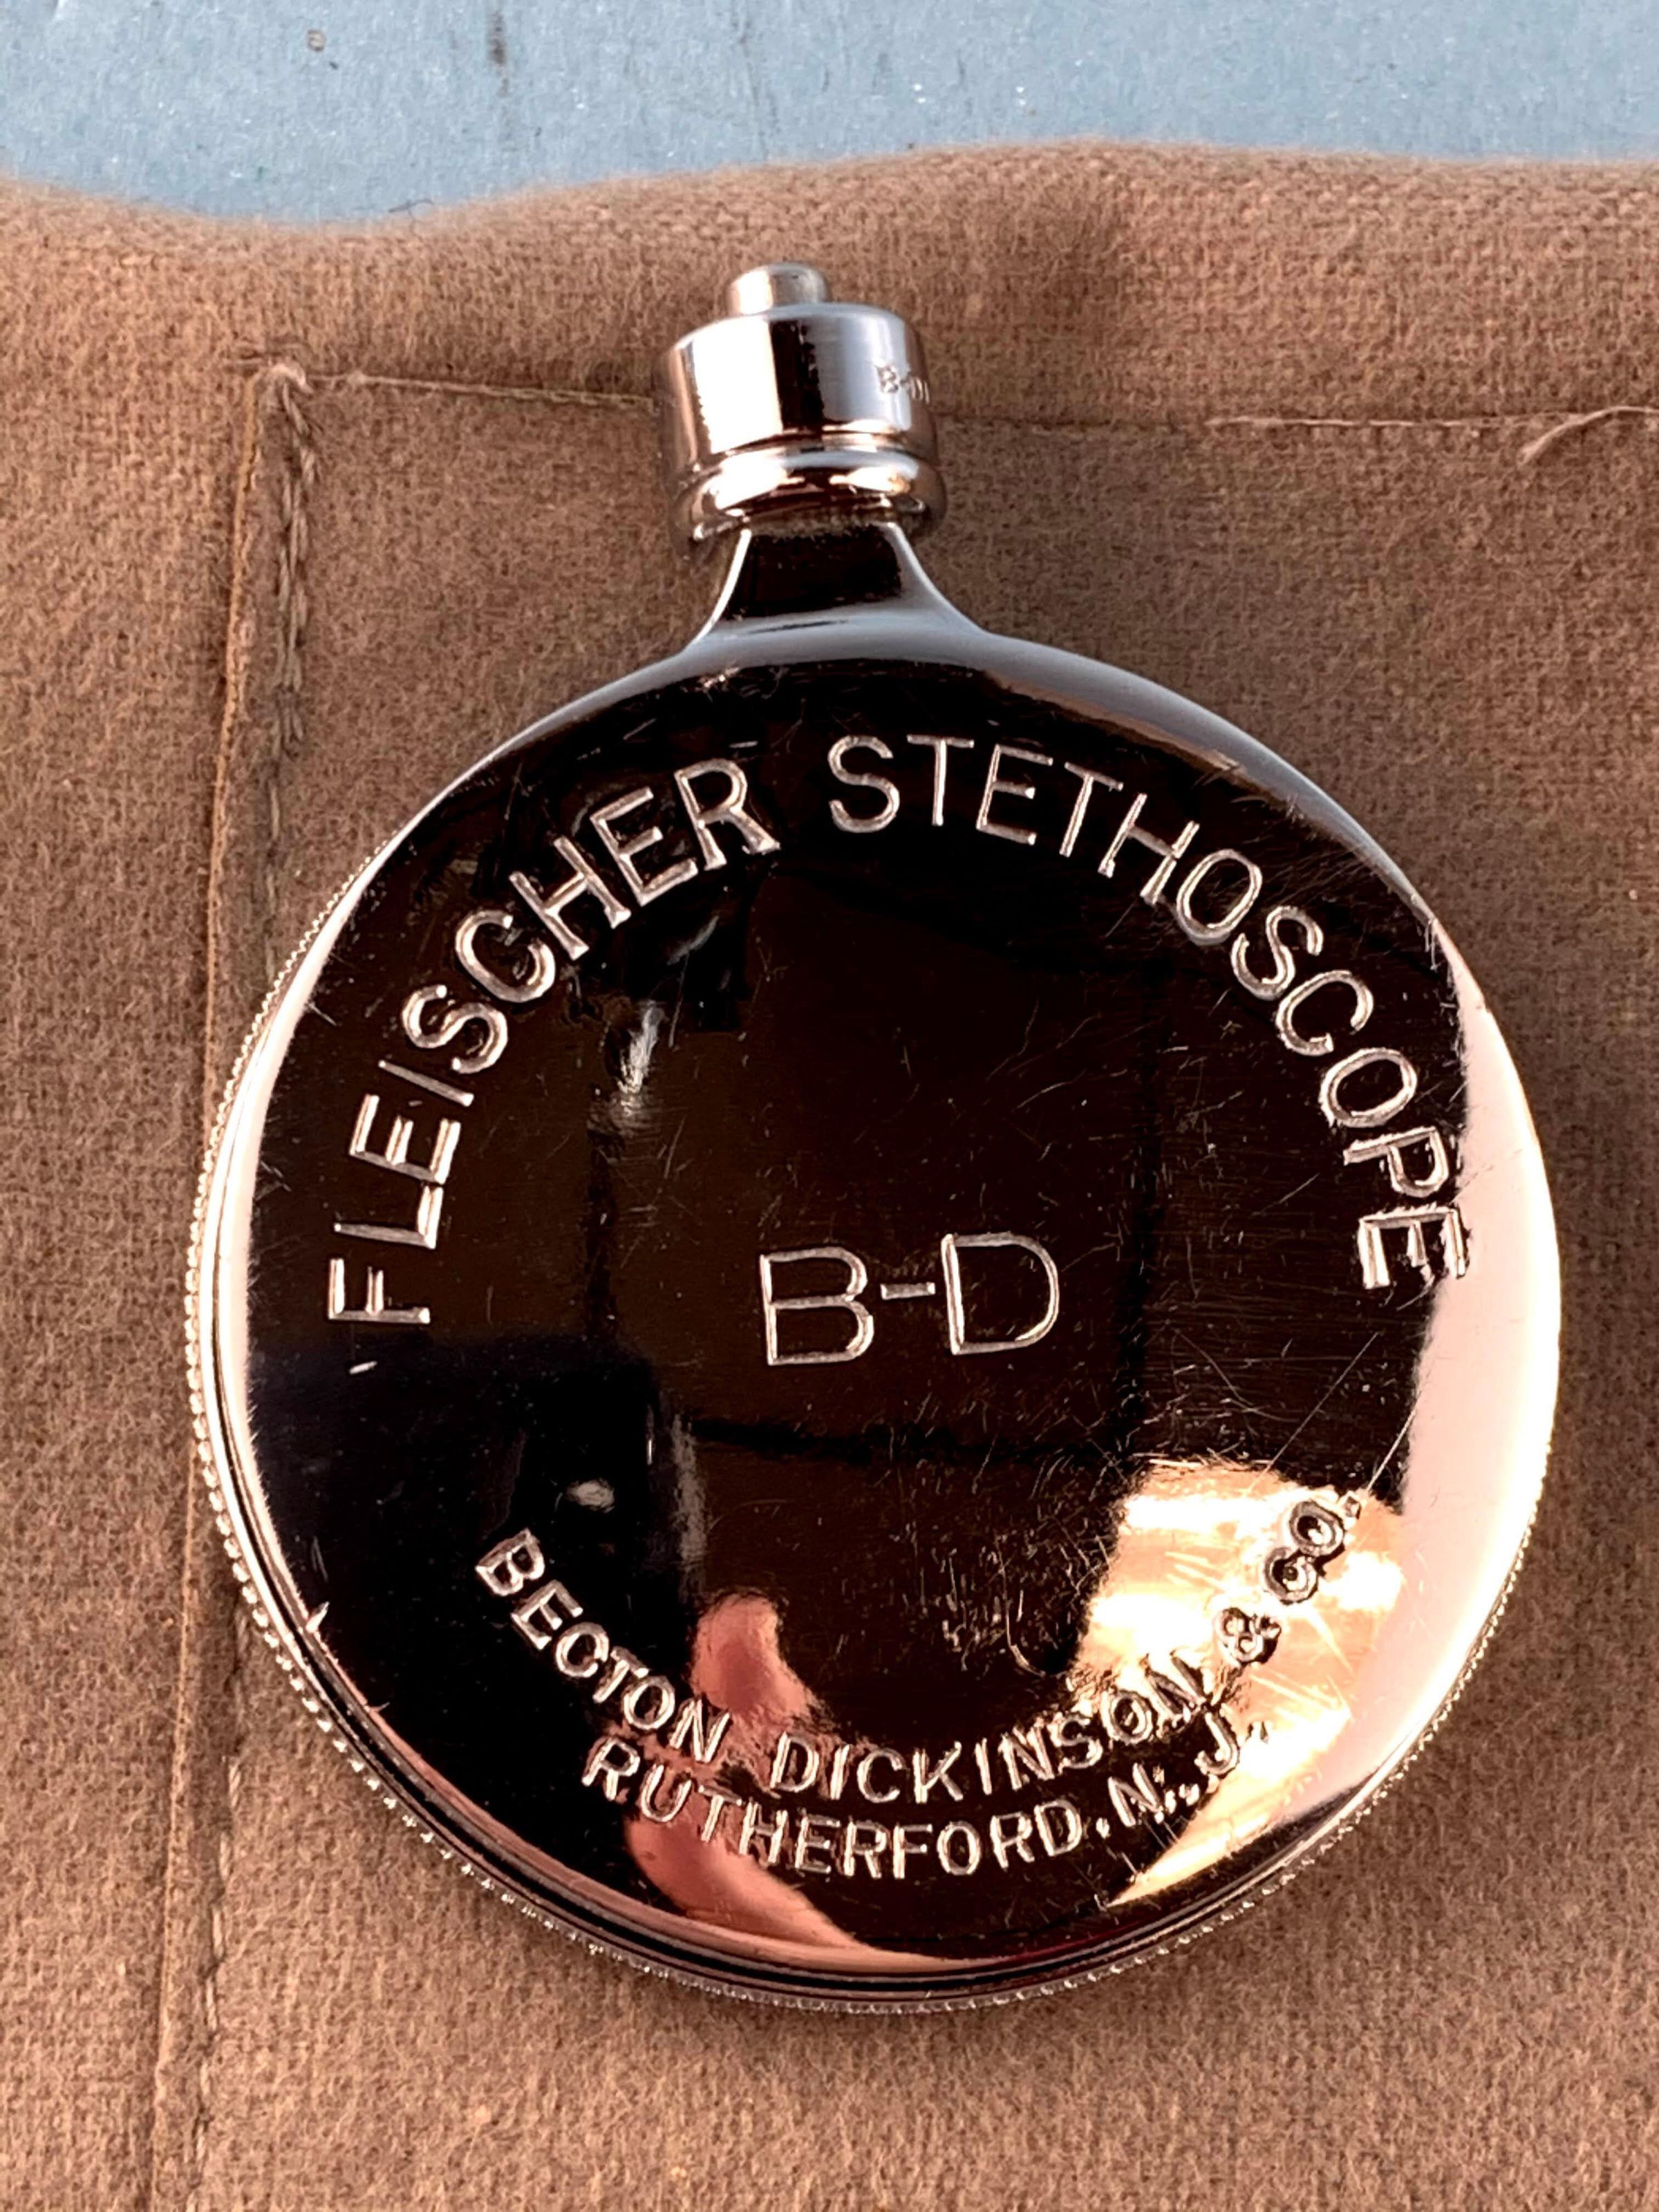 FLEISCHER STETHOSCOPE
B-D
BECTON, DICKINSON & CO.
RUTHERFORD, N. J.